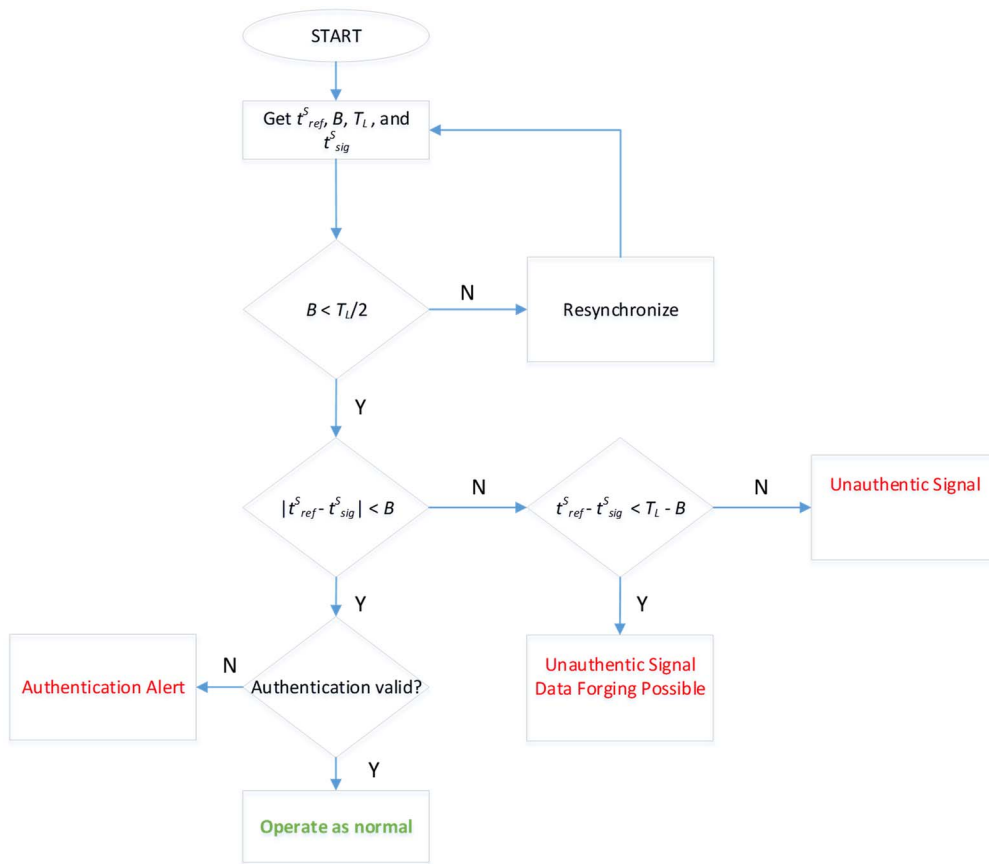 START
Get t^S_ref, B, T_L, and
t^S_sig
B < T_L/2
N
Resynchronize
Y
|t^S_ref - t^S_sig| < B
N
t^S_ref - t^S_sig < T_L - B
N
Unauthentic Signal
Y
Y
Authentication Alert
N
Authentication valid?
Unauthentic Signal
Data Forging Possible
Y
Operate as normal